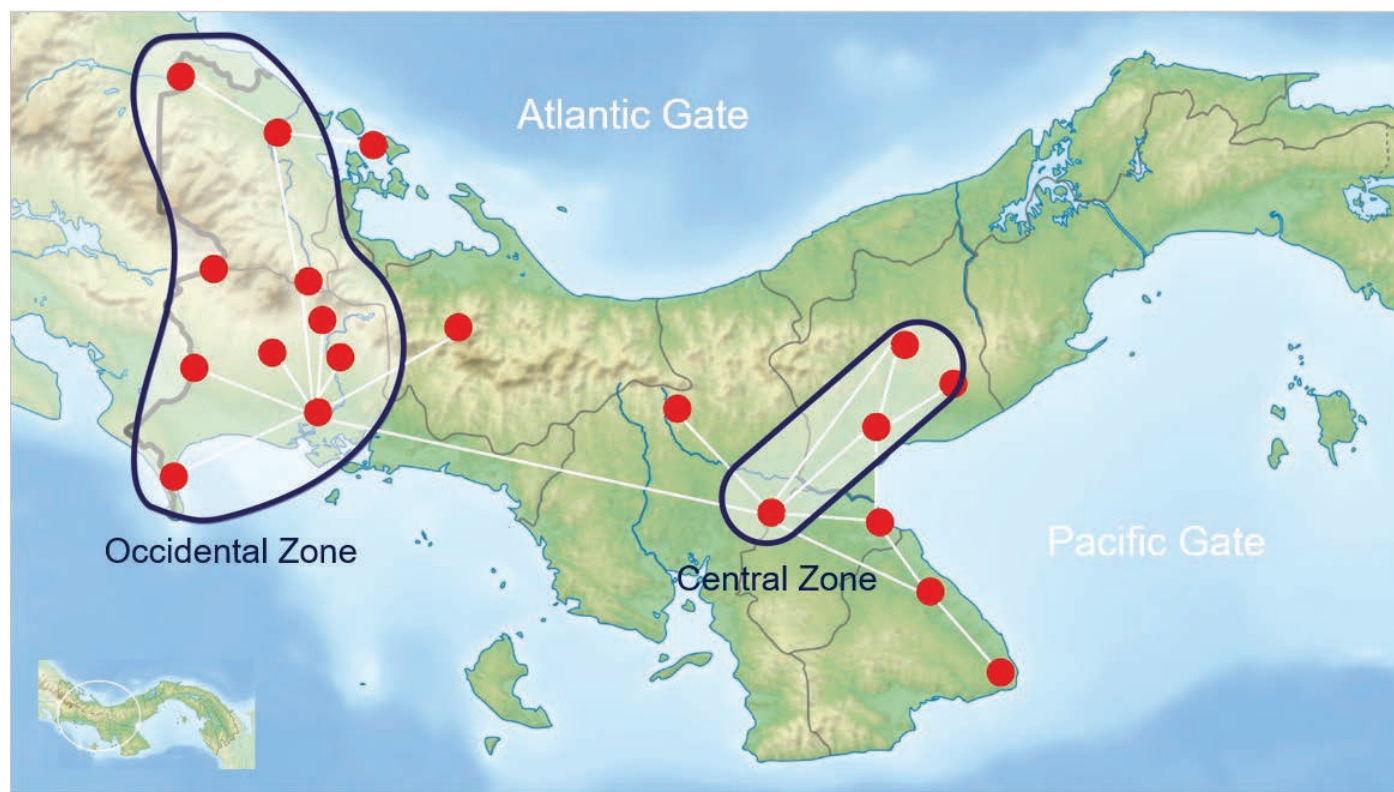 Atlantic Gate
Pacific Gate
Occidental Zone
Central Zone